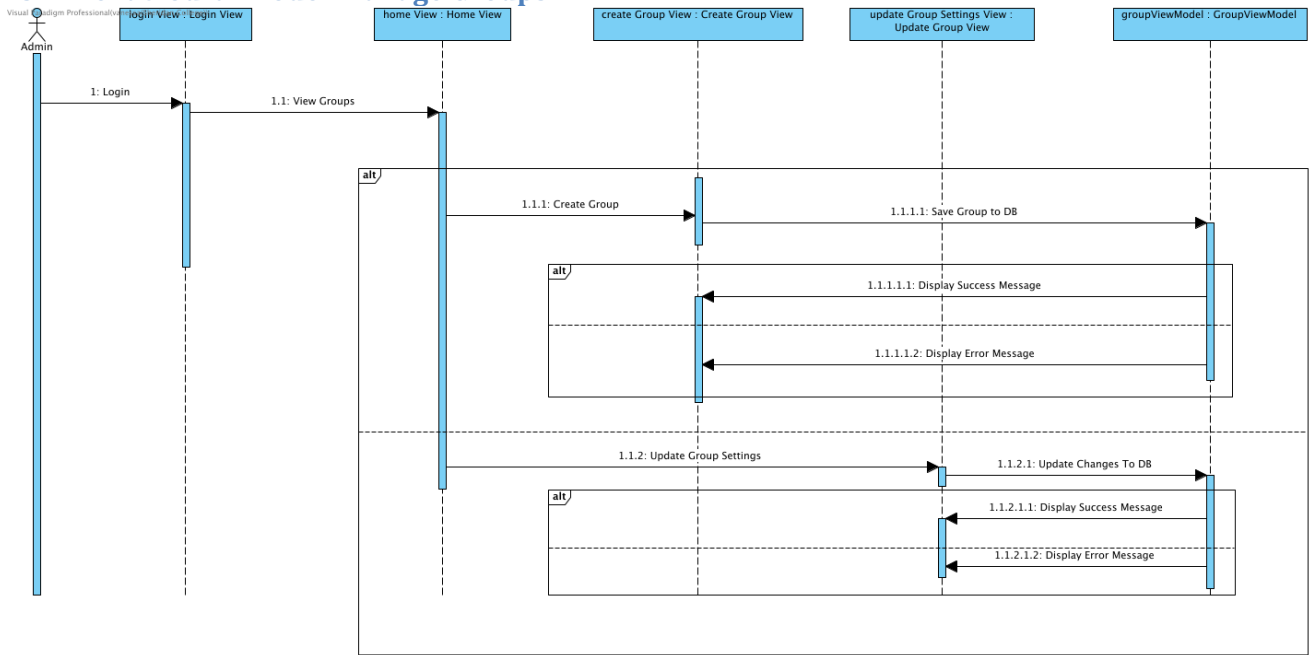 Visual Paradigm Professional
login View : Login View
home View : Home View
create Group View : Create Group View
update Group Settings View :
Update Group View
groupViewModel : GroupViewModel
Admin
1: Login
1.1: View Groups
alt
1.1.1: Create Group
1.1.1.1: Save Group to DB
alt
1.1.1.1.1: Display Success Message
1.1.1.1.2: Display Error Message
1.1.2: Update Group Settings
1.1.2.1: Update Changes To DB
alt
1.1.2.1.1: Display Success Message
1.1.2.1.2: Display Error Message